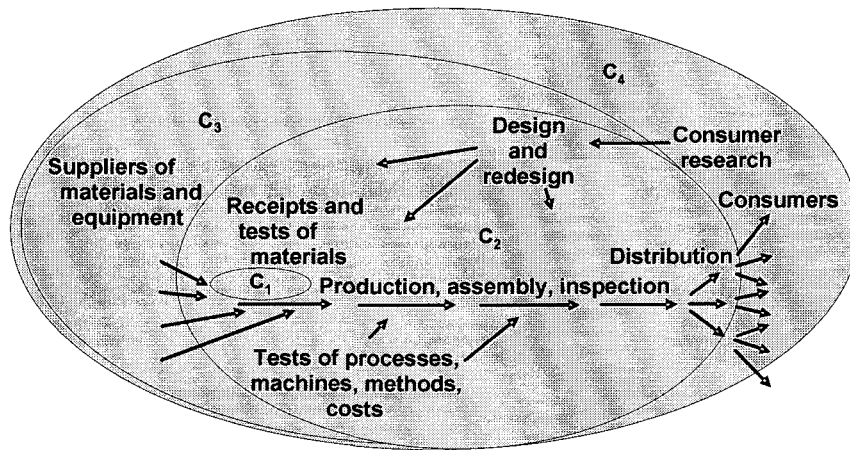 C4
C3
Design
and
redesign
Consumer
research
Suppliers of
materials and
equipment
Consumers
Receipts and
tests of
materials
C2
Distribution
C1
Production, assembly, inspection
Tests of processes,
machines, methods,
costs